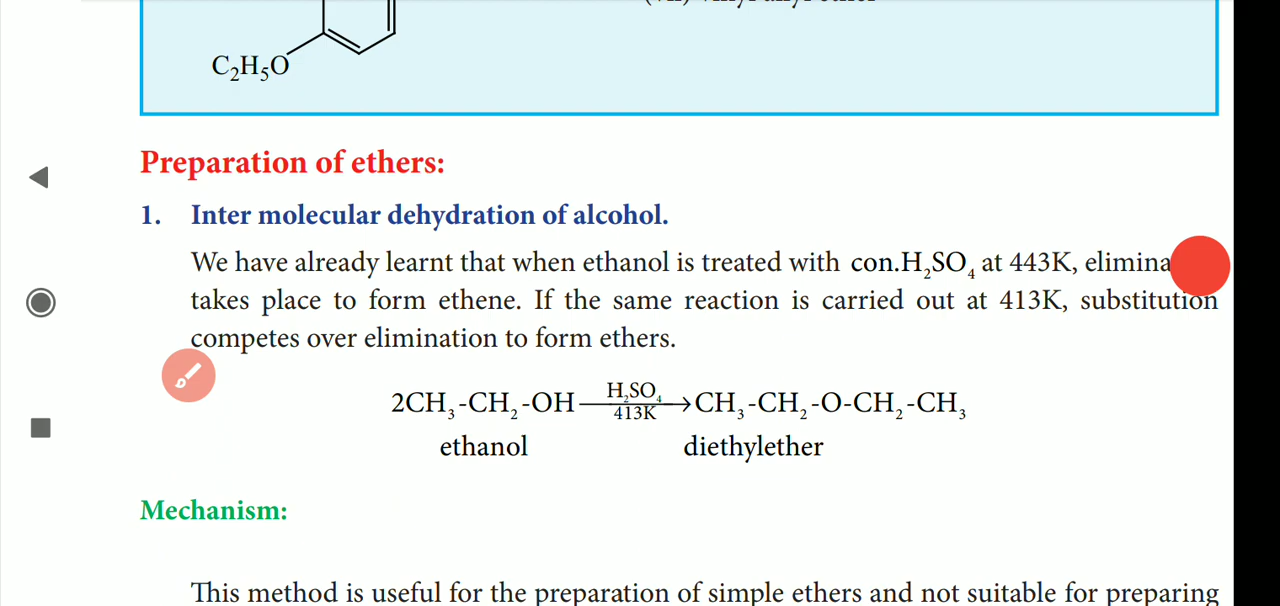 C₂H₅O
Preparation of ethers:
1. Inter molecular dehydration of alcohol.
We have already learnt that when ethanol is treated with con.H₂SO₄ at 443K,
takes place to form ethene. If the same reaction is carried out at 413K, substitution
competes over elimination to form ethers.
H₂SO₄
2CH₃-CH₂-OH⟶CH₃-CH₂-O-CH₂-CH₃
413K
ethanol diethylether
Mechanism:
This method is useful for the preparation of simple ethers and not suitable for preparing